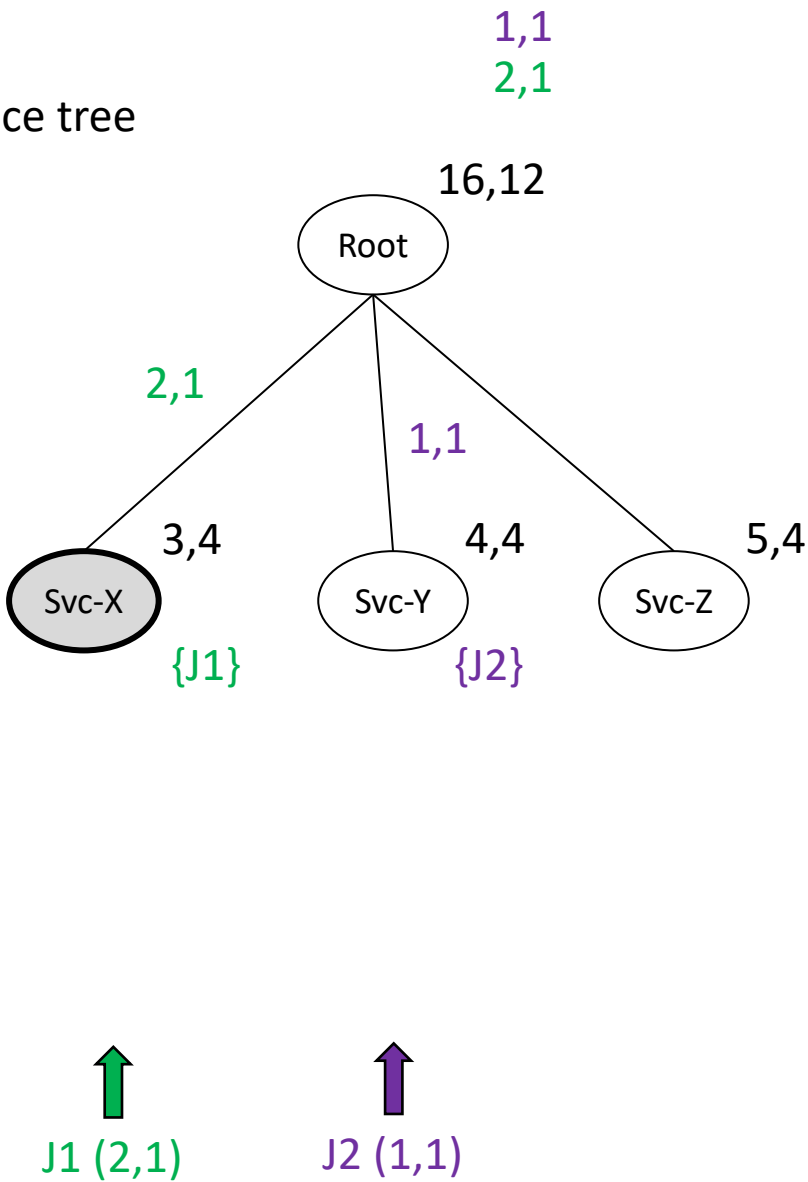 1,1
2,1
ce tree
16,12
Root
2,1
1,1
3,4
4,4
5,4
Svc-X
Svc-Y
Svc-Z
{J1}
{J2}
J1 (2,1)
J2 (1,1)